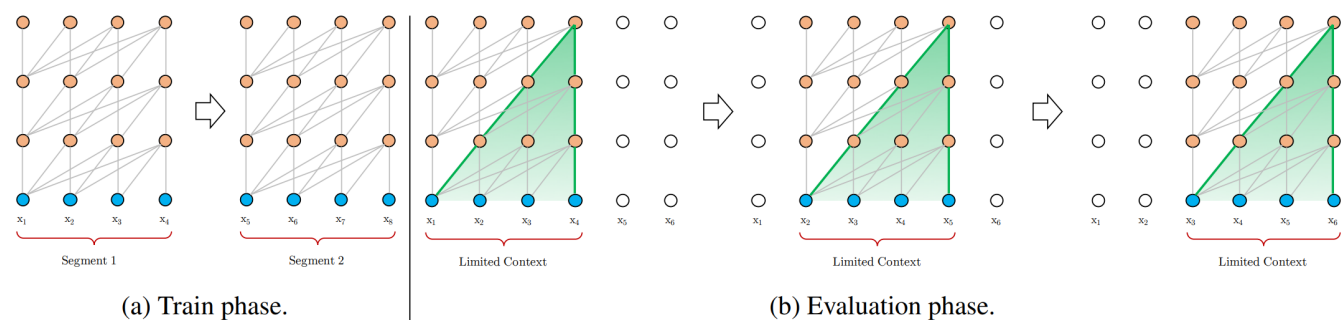 x₁ x₂ x₃ x₄
Segment 1
x₅ x₆ x₇ x₈
Segment 2
(a) Train phase.
x₁ x₂ x₃ x₄ x₅ x₆
Limited Context
x₁ x₂ x₃ x₄ x₅ x₆
Limited Context
x₁ x₂ x₃ x₄ x₅ x₆
Limited Context
(b) Evaluation phase.